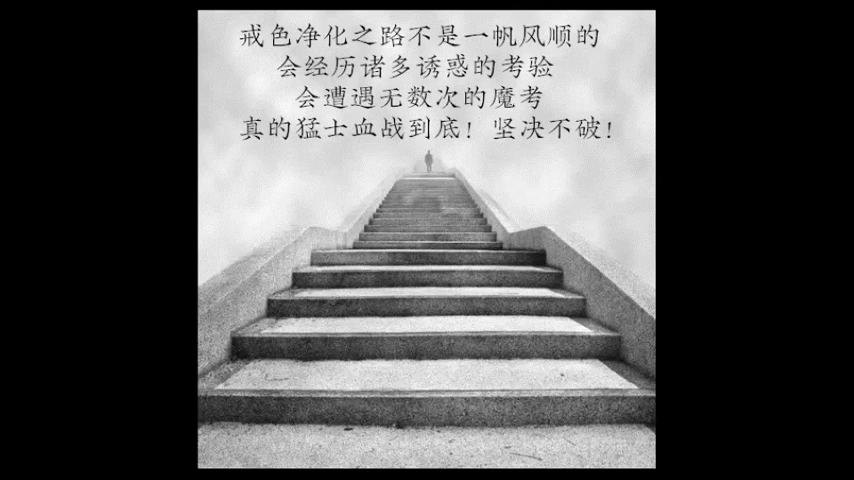 戒色净化之路不是一帆风顺的
会经历诸多诱惑的考验
会遭遇无数次的魔考
真的猛士血战到底！坚决不破！